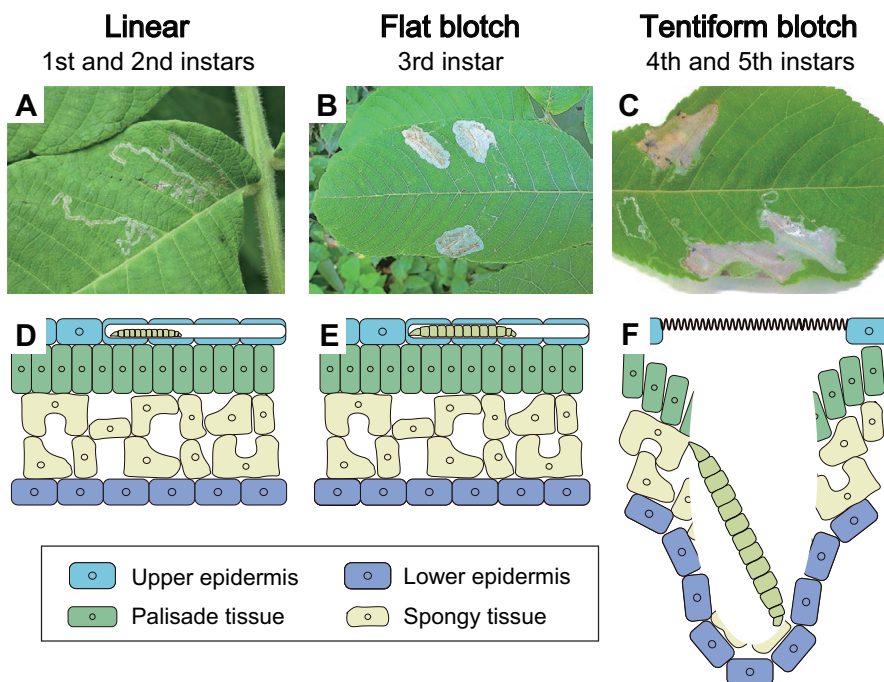 Linear
1st and 2nd instars
Flat blotch
3rd instar
Tentiform blotch
4th and 5th instars
A
B
C
D
E
F
Upper epidermis
Lower epidermis
Palisade tissue
Spongy tissue